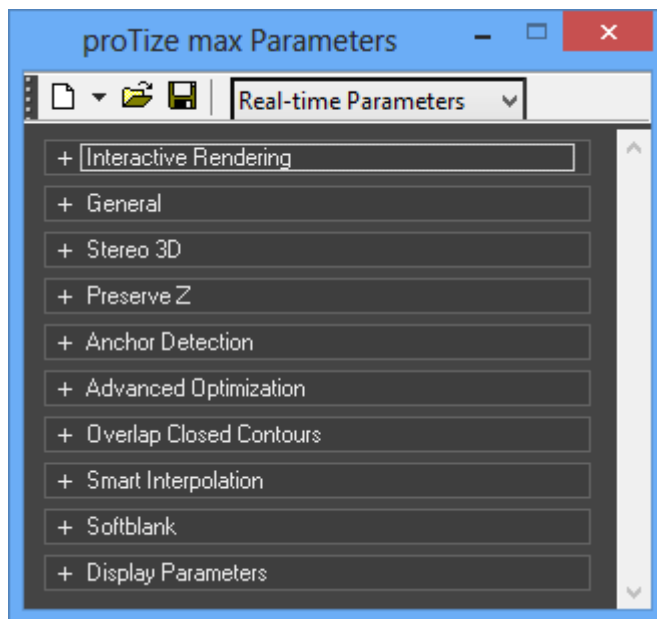 proTize max Parameters
Real-time Parameters
+ Interactive Rendering
+ General
+ Stereo 3D
+ Preserve Z
+ Anchor Detection
+ Advanced Optimization
+ Overlap Closed Contours
+ Smart Interpolation
+ Softblank
+ Display Parameters